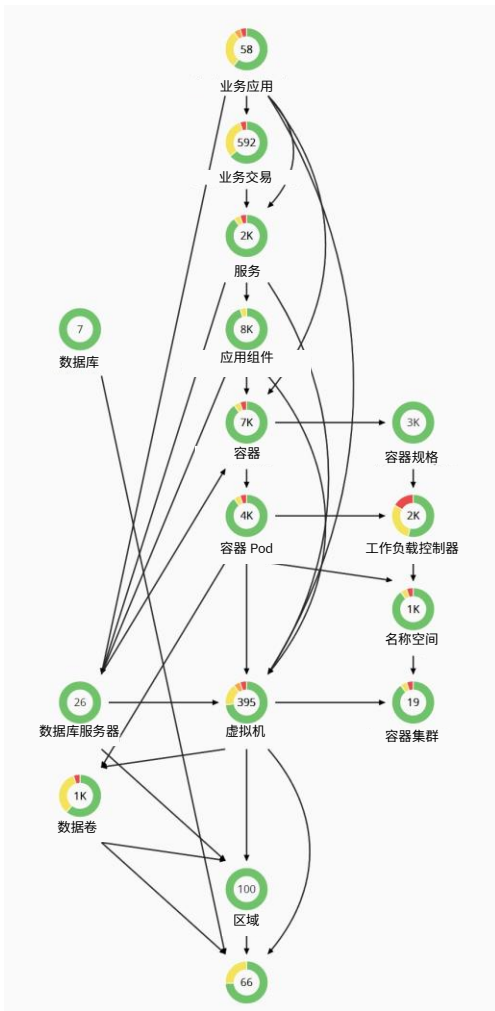 58
业务应用
592
业务交易
2K
服务
7
数据库
8K
应用组件
7K
容器
3K
容器规格
4K
容器 Pod
2K
工作负载控制器
1K
名称空间
26
数据库服务器
395
虚拟机
19
容器集群
1K
数据卷
100
区域
66